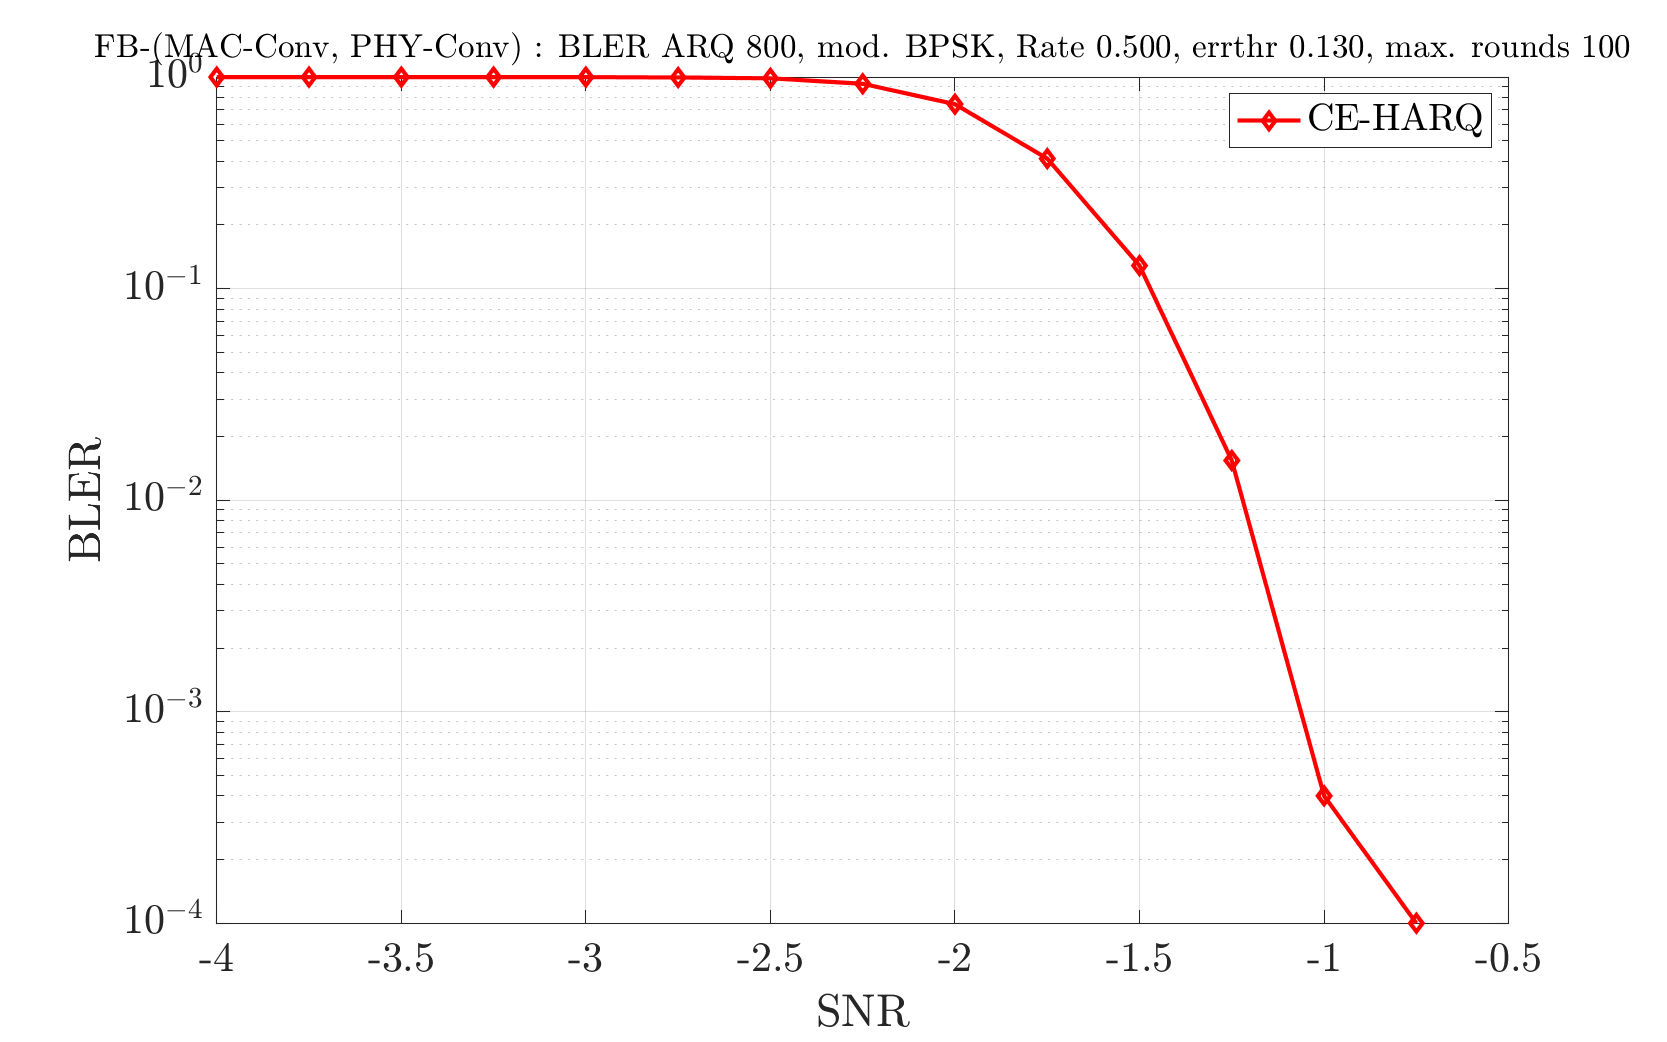 FB-(MAC-Conv, PHY-Conv) : BLER ARQ 800, mod. BPSK, Rate 0.500, errthr 0.130, max. rounds 100
10⁰
CE-HARQ
10⁻¹
10⁻²
BLER
10⁻³
10⁻⁴
-4 -3.5 -3 -2.5 -2 -1.5 -1 -0.5
SNR